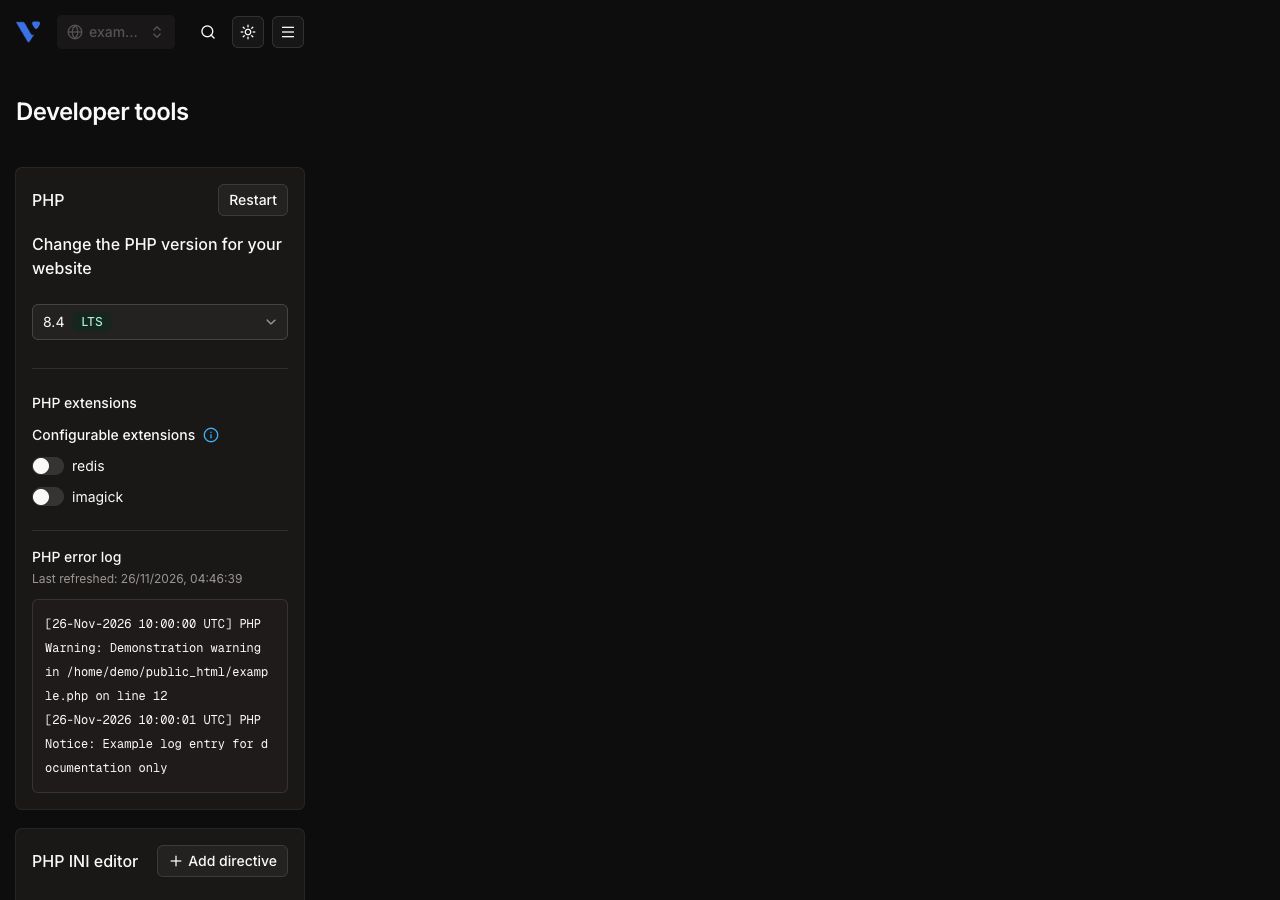 exam...
Developer tools
PHP
Restart
Change the PHP version for your
website
8.4 LTS
PHP extensions
Configurable extensions
redis
imagick
PHP error log
Last refreshed: 26/11/2026, 04:46:39
[26-Nov-2026 10:00:00 UTC] PHP
Warning: Demonstration warning
in /home/demo/public_html/examp
le.php on line 12
[26-Nov-2026 10:00:01 UTC] PHP
Notice: Example log entry for d
ocumentation only
PHP INI editor
Add directive